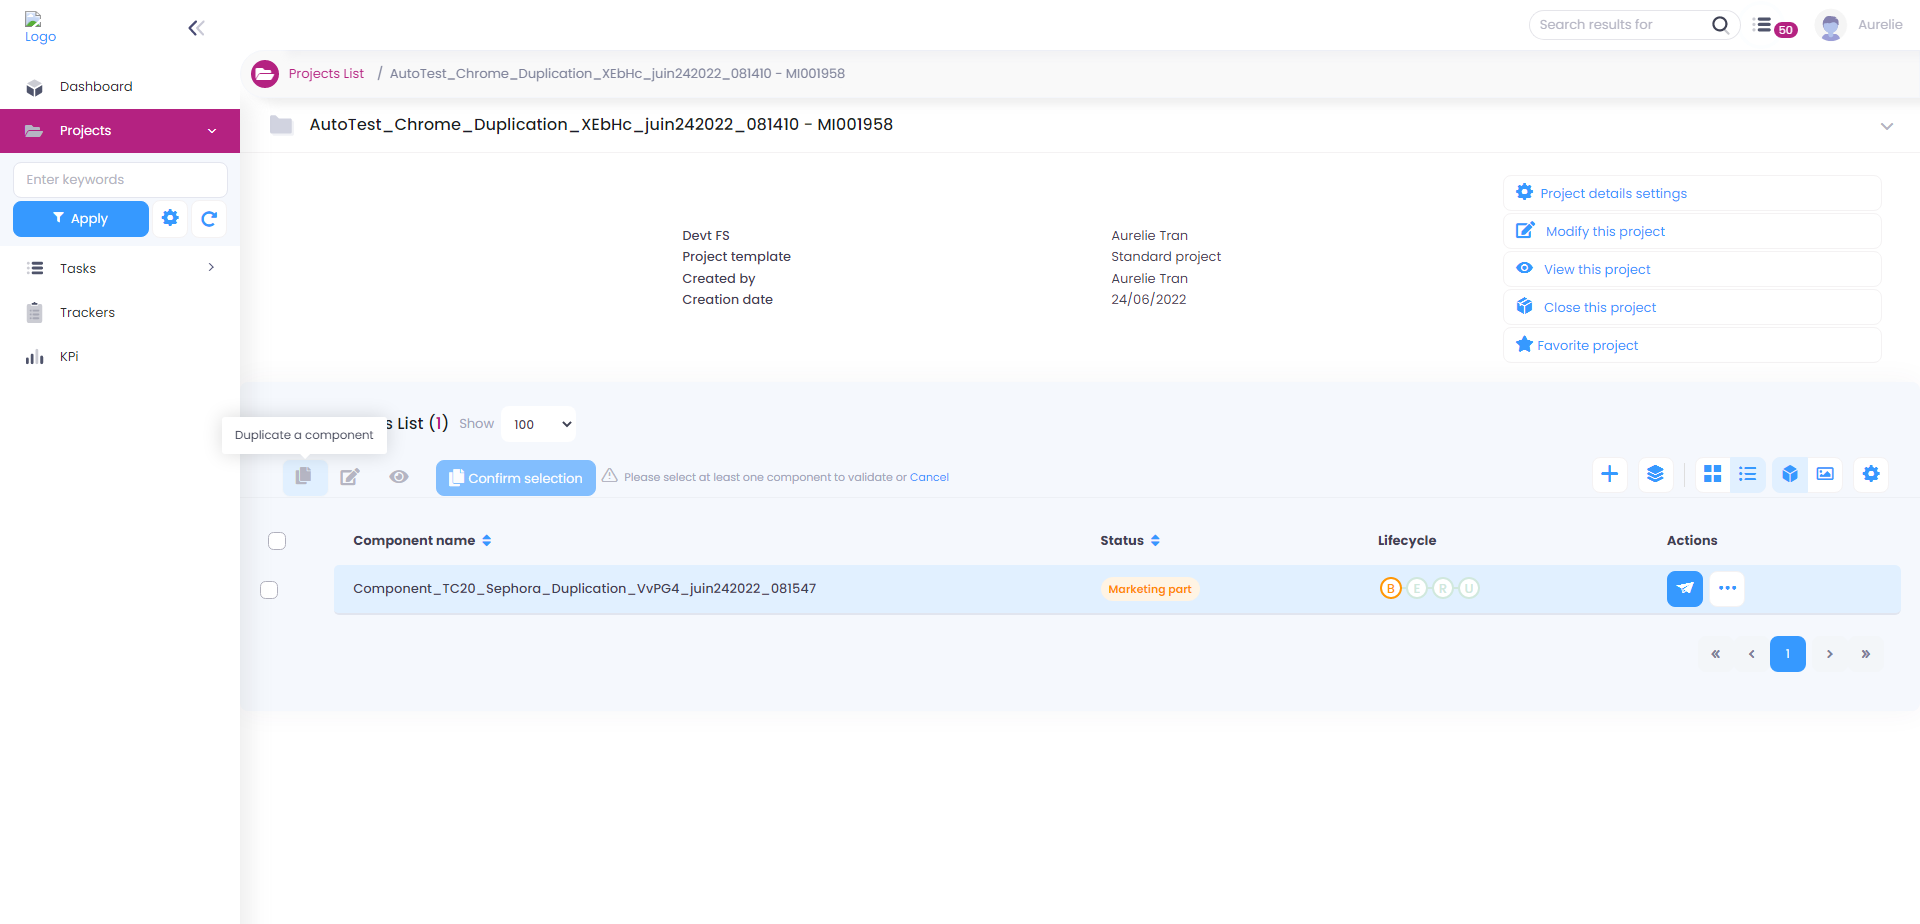 Logo
Search results for
50
Aurelie
Dashboard
Projects
Enter keywords
Apply
Tasks
Trackers
KPi
Projects List / AutoTest_Chrome_Duplication_XEbHc_juin242022_081410 - MI001958
AutoTest_Chrome_Duplication_XEbHc_juin242022_081410 - MI001958
Devt FS Aurelie Tran
Project template Standard project
Created by Aurelie Tran
Creation date 24/06/2022
Project details settings
Modify this project
View this project
Close this project
Favorite project
s List (1) Show 100
Duplicate a component
Confirm selection Please select at least one component to validate or Cancel
Component name Status Lifecycle Actions
Component_TC20_Sephora_Duplication_VvPG4_juin242022_081547 Marketing part B E R U
« ‹ 1 › »